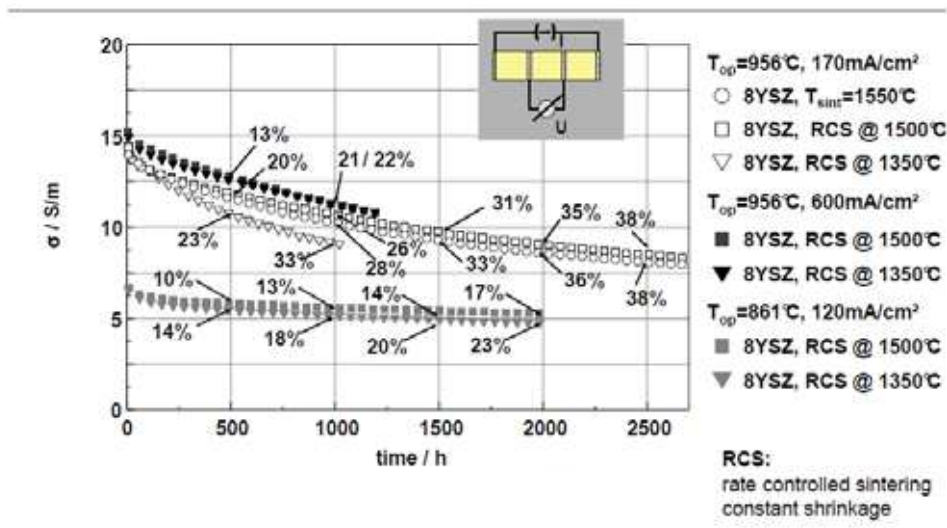 20
15
10
5
0
σ / S/m
0
500
1000
1500
2000
2500
time / h
(--)
I
U
13%
20%
21 / 22%
23%
33%
26%
28%
31%
33%
35%
36%
38%
38%
10%
13%
14%
17%
14%
18%
20%
23%
T_op=956°C, 170mA/cm²
8YSZ, T_sint=1550°C
8YSZ, RCS @ 1500°C
8YSZ, RCS @ 1350°C
T_op=956°C, 600mA/cm²
8YSZ, RCS @ 1500°C
8YSZ, RCS @ 1350°C
T_op=861°C, 120mA/cm²
8YSZ, RCS @ 1500°C
8YSZ, RCS @ 1350°C
RCS:
rate controlled sintering
constant shrinkage